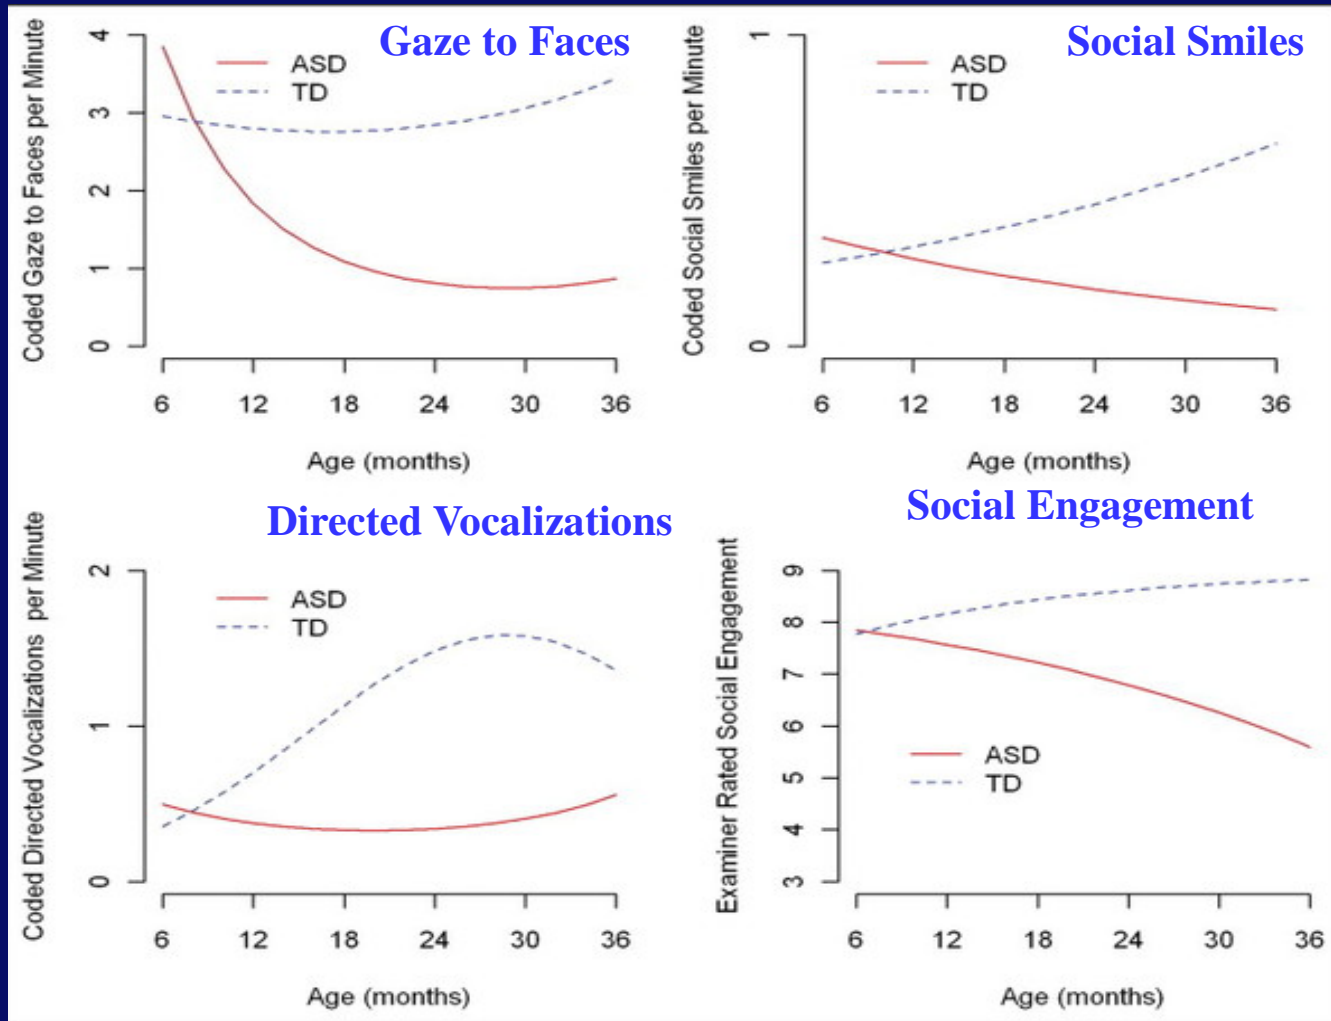 Gaze to Faces
Coded Gaze to Faces per Minute
4
3
2
1
0
ASD
TD
6 12 18 24 30 36
Age (months)
Social Smiles
Coded Social Smiles per Minute
1
0
ASD
TD
6 12 18 24 30 36
Age (months)
Directed Vocalizations
Coded Directed Vocalizations per Minute
2
1
0
ASD
TD
6 12 18 24 30 36
Age (months)
Social Engagement
Examiner Rated Social Engagement
9
8
7
6
5
4
3
ASD
TD
6 12 18 24 30 36
Age (months)